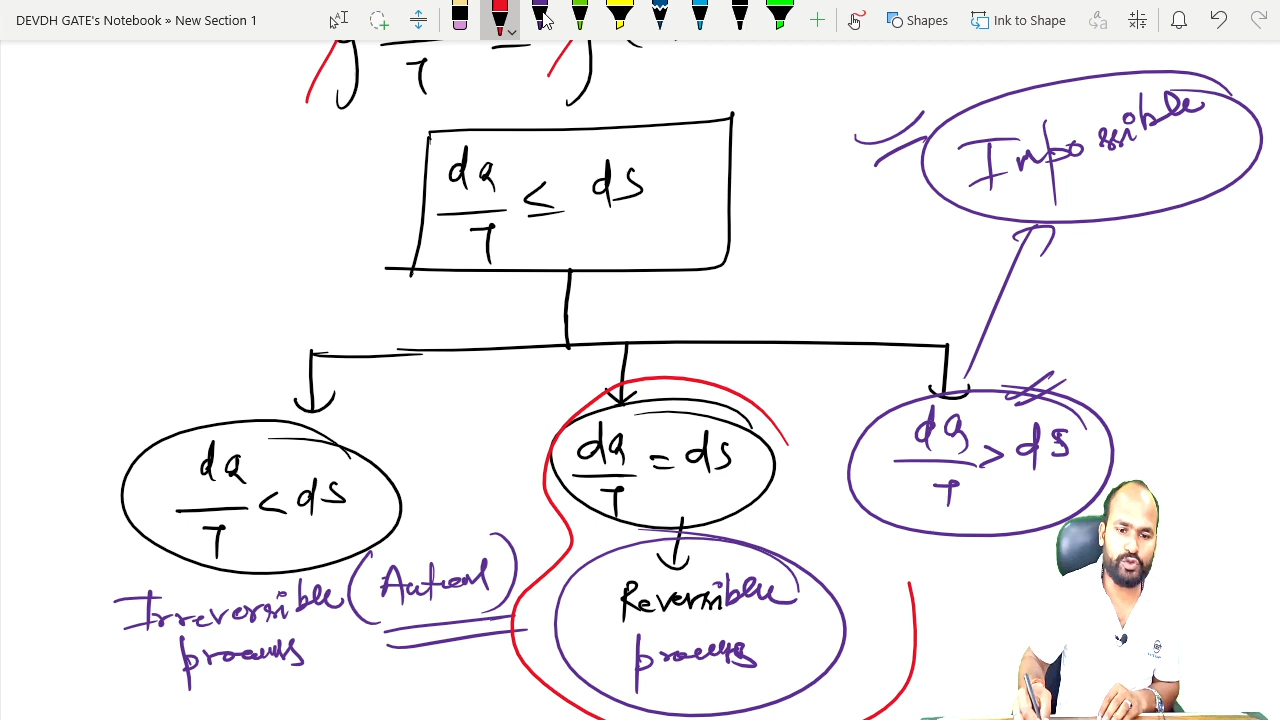 DEVDH GATE's Notebook » New Section 1
Shapes
Ink to Shape
T
dQ/T ≤ dS
Impossible
dQ/T < dS
dQ/T = dS
dQ/T > dS
Irreversible (Actual)
process
Reversible
process